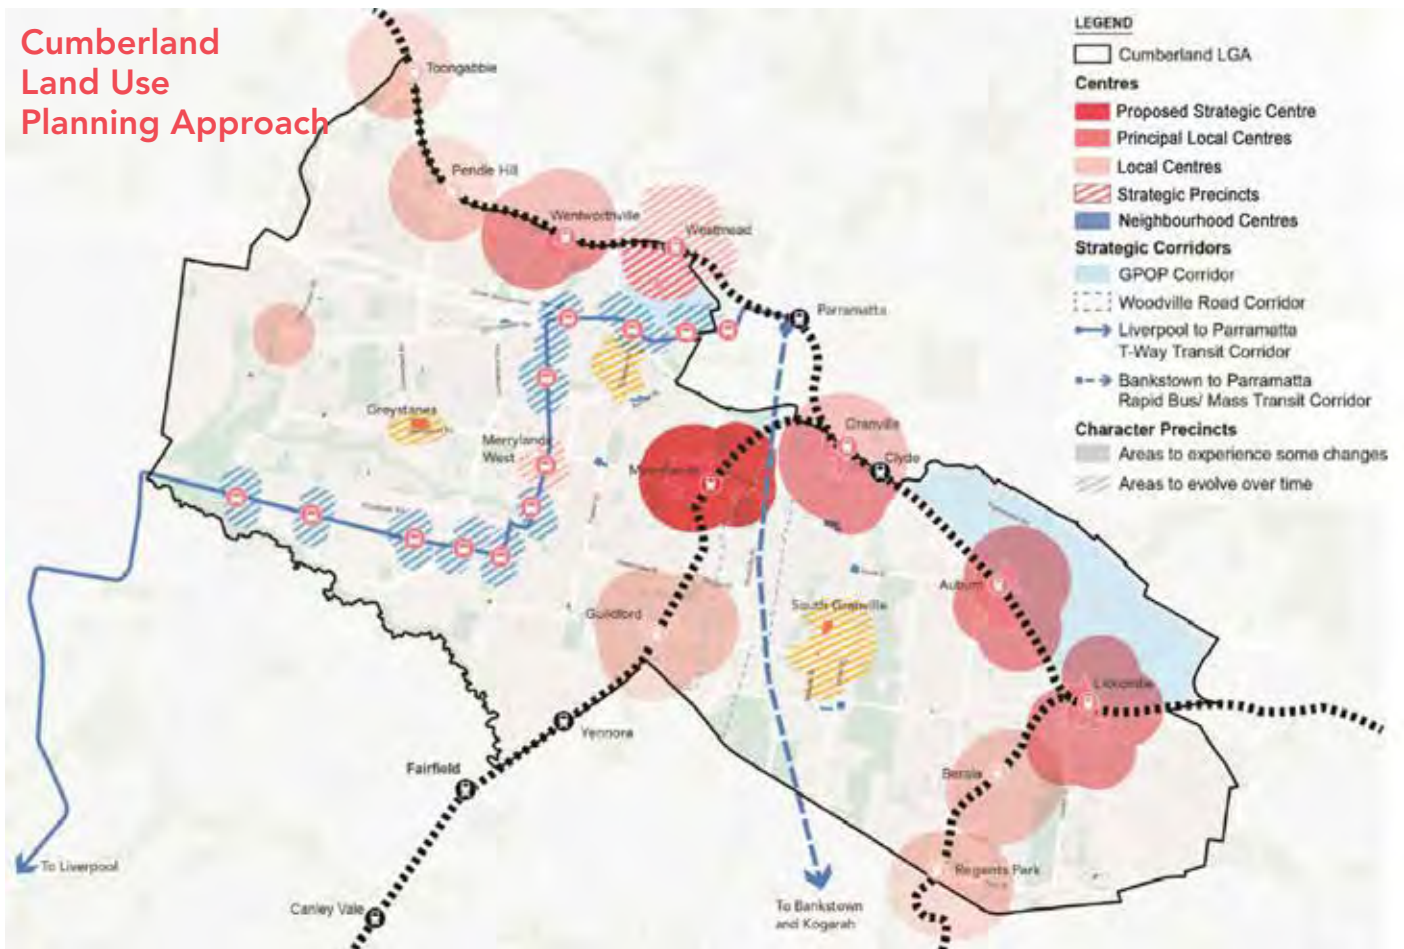 Cumberland
Land Use
Planning Approach
LEGEND
Cumberland LGA
Centres
Proposed Strategic Centre
Principal Local Centres
Local Centres
Strategic Precincts
Neighbourhood Centres
Strategic Corridors
GPOP Corridor
Woodville Road Corridor
Liverpool to Parramatta
T-Way Transit Corridor
Bankstown to Parramatta
Rapid Bus/ Mass Transit Corridor
Character Precincts
Areas to experience some changes
Areas to evolve over time
Toongabbie
Pendle Hill
Wentworthville
Westmead
Parramatta
Greystanes
Merrylands
West
Merrylands
Granville
Clyde
Auburn
Guildford
South Granville
Lidcombe
Yennora
Fairfield
Berala
Regents Park
To Liverpool
Canley Vale
To Bankstown
and Kogarah